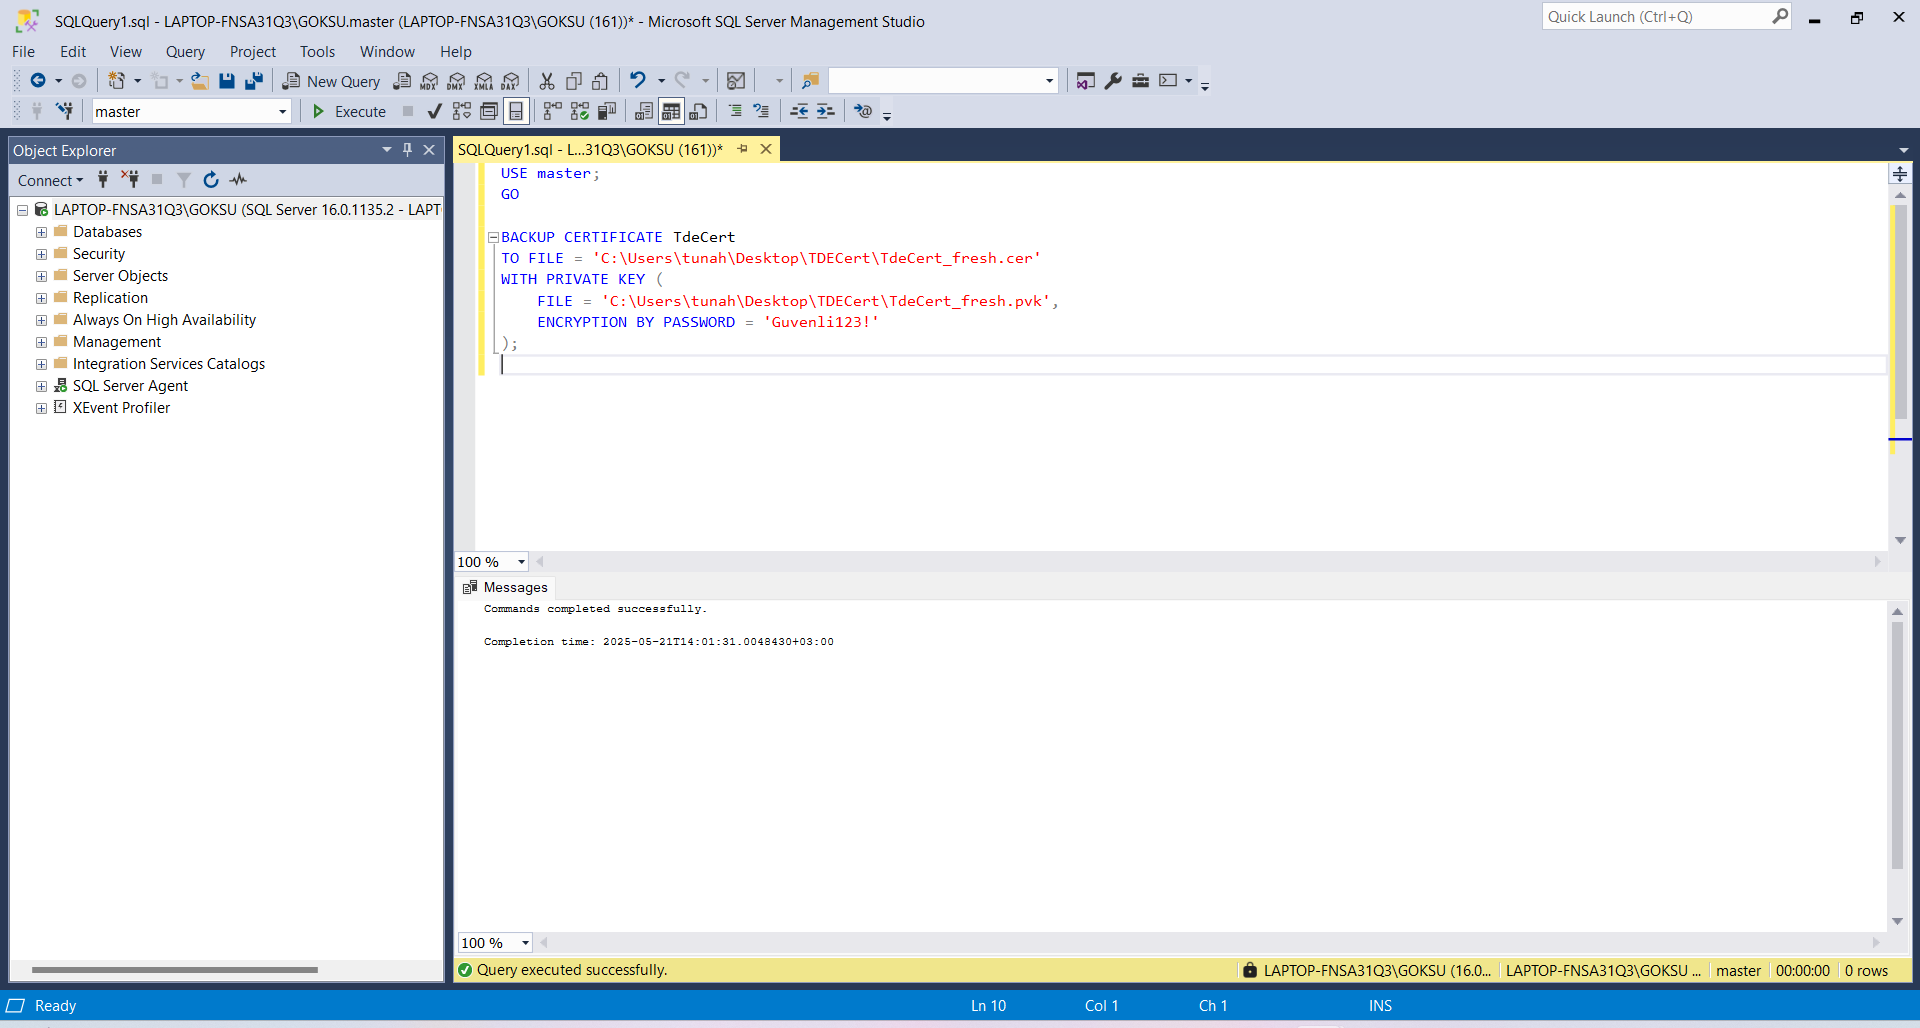 SQLQuery1.sql - LAPTOP-FNSA31Q3\GOKSU.master (LAPTOP-FNSA31Q3\GOKSU (161))* - Microsoft SQL Server Management Studio
Quick Launch (Ctrl+Q)
File Edit View Query Project Tools Window Help
New Query MDX DMX XMLA DAX
master Execute
Object Explorer
SQLQuery1.sql - L...31Q3\GOKSU (161))*
Connect
LAPTOP-FNSA31Q3\GOKSU (SQL Server 16.0.1135.2 - LAPT
Databases
Security
Server Objects
Replication
Always On High Availability
Management
Integration Services Catalogs
SQL Server Agent
XEvent Profiler
USE master;
GO
BACKUP CERTIFICATE TdeCert
TO FILE = 'C:\Users\tunah\Desktop\TDECert\TdeCert_fresh.cer'
WITH PRIVATE KEY (
FILE = 'C:\Users\tunah\Desktop\TDECert\TdeCert_fresh.pvk',
ENCRYPTION BY PASSWORD = 'Guvenli123!'
);
100 %
Messages
Commands completed successfully.
Completion time: 2025-05-21T14:01:31.0048430+03:00
100 %
Query executed successfully. LAPTOP-FNSA31Q3\GOKSU (16.0... LAPTOP-FNSA31Q3\GOKSU ... master 00:00:00 0 rows
Ready Ln 10 Col 1 Ch 1 INS